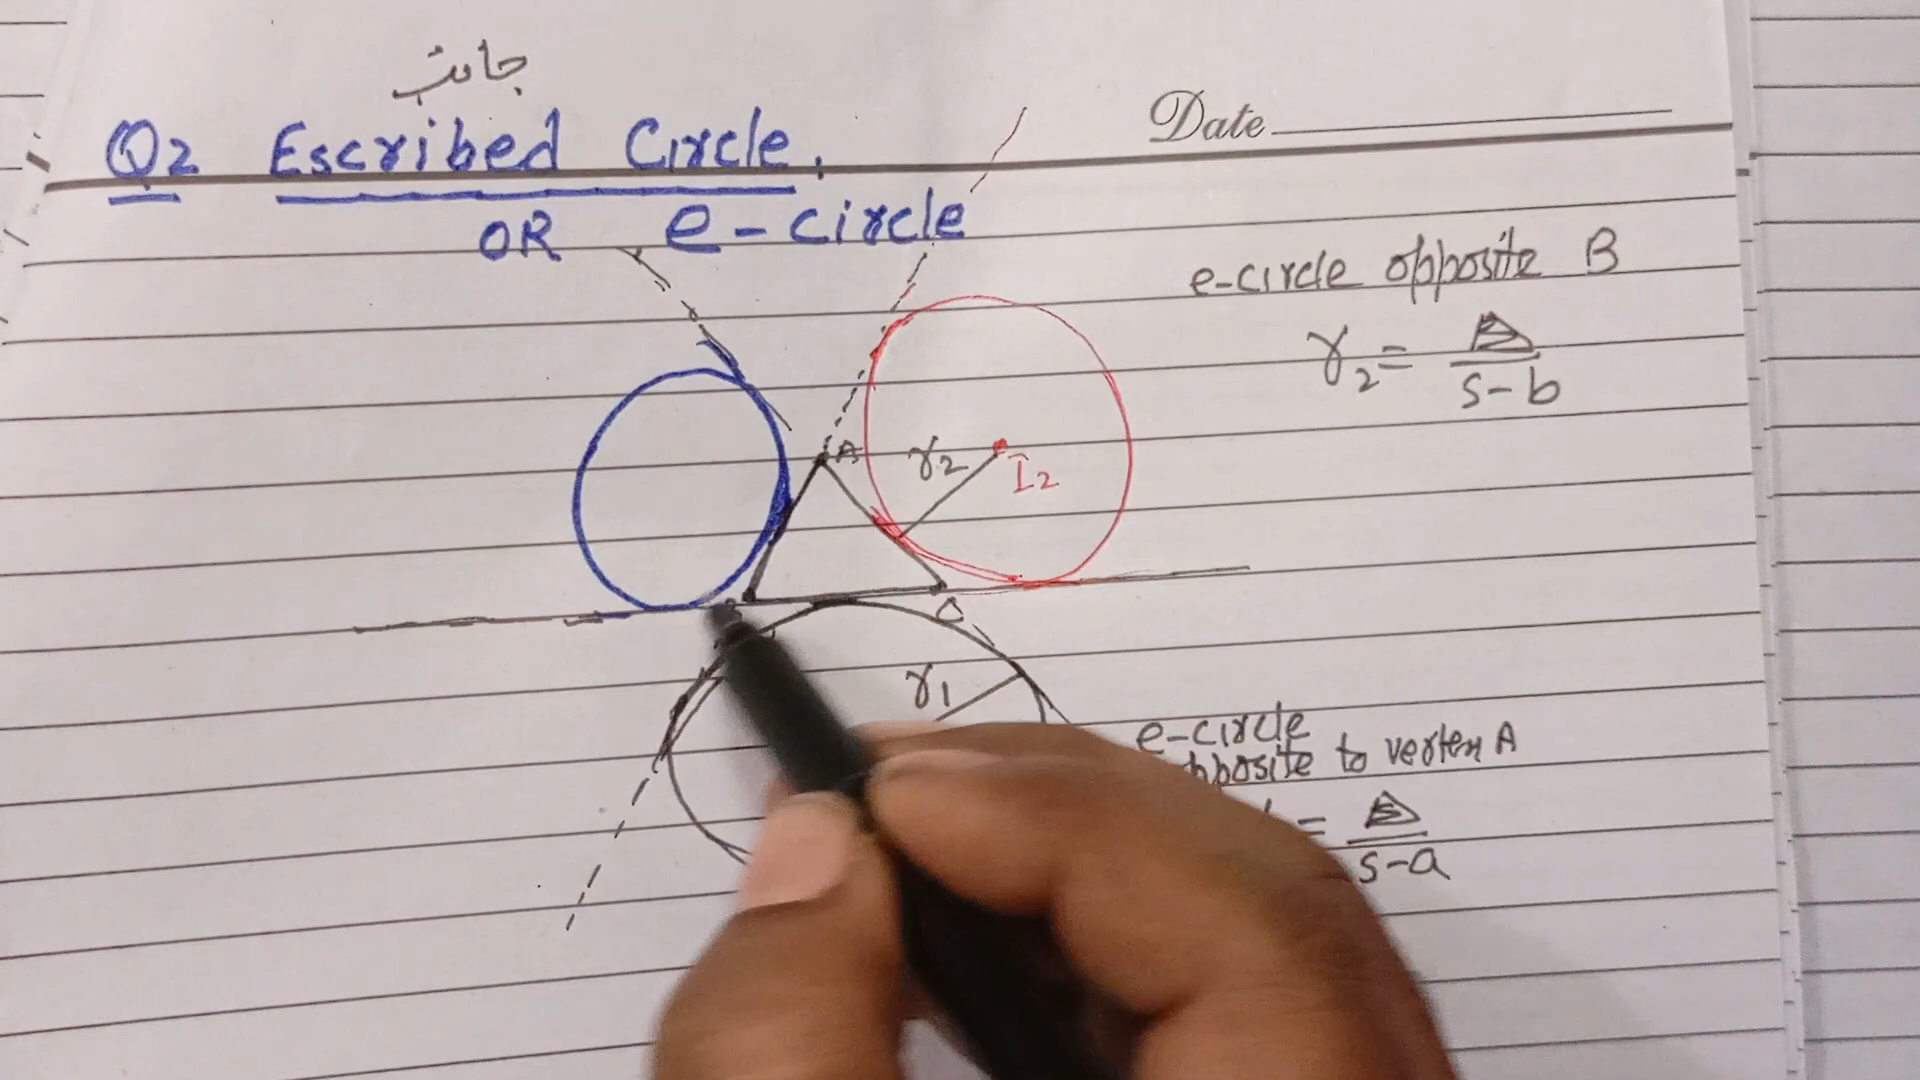 جانب
Q2 Escribed Circle.
Date
OR e-circle
e-circle opposite B
r2 = Δ
s-b
A
r2
I2
C
r1
e-circle
opposite to vertex A
= Δ
s-a